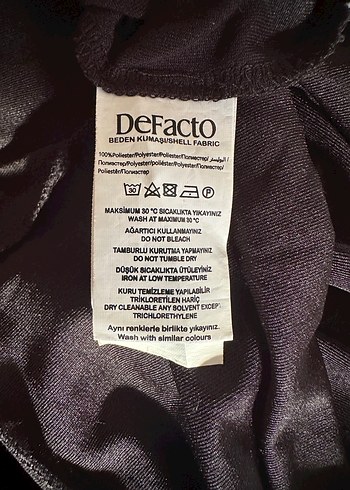 DeFacto
BEDEN KUMAŞI/SHELL FABRIC
100%Poliester/Polyester/Poliester/Полиестер/ البوليستر /
Полиэстер/Polyester/Polyester/Poliester/Полиестер/
Poliestër/Полиэстер
30 P
MAKSİMUM 30 °C SICAKLIKTA YIKAYINIZ
WASH AT MAXIMUM 30 °C
AĞARTICI KULLANMAYINIZ
DO NOT BLEACH
TAMBURLU KURUTMA YAPMAYINIZ
DO NOT TUMBLE DRY
DÜŞÜK SICAKLIKTA ÜTÜLEYİNİZ
IRON AT LOW TEMPERATURE
KURU TEMİZLEME YAPILABİLİR
TRİKLORETİLEN HARİÇ
DRY CLEANABLE ANY SOLVENT EXCEPT
TRICHLORETHYLENE
Aynı renklerle birlikte yıkayınız.
Wash with similar colours